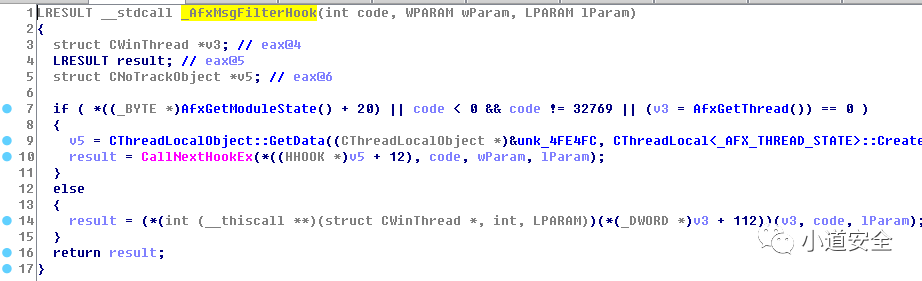 1 LRESULT __stdcall _AfxMsgFilterHook(int code, WPARAM wParam, LPARAM lParam)
2 {
3 struct CWinThread *v3; // eax@4
4 LRESULT result; // eax@5
5 struct CNoTrackObject *v5; // eax@6
6
7 if ( *((_BYTE *)AfxGetModuleState() + 20) || code < 0 && code != 32769 || (v3 = AfxGetThread()) == 0 )
8 {
9 v5 = CThreadLocalObject::GetData((CThreadLocalObject *)&unk_4FE4FC, CThreadLocal<_AFX_THREAD_STATE>::Create
10 result = CallNextHookEx(*((HHOOK *)v5 + 12), code, wParam, lParam);
11 }
12 else
13 {
14 result = (*(int (__thiscall **)(struct CWinThread *, int, LPARAM))(*(_DWORD *)v3 + 112))(v3, code, lParam);
15 }
16 return result;
17 }
小道安全